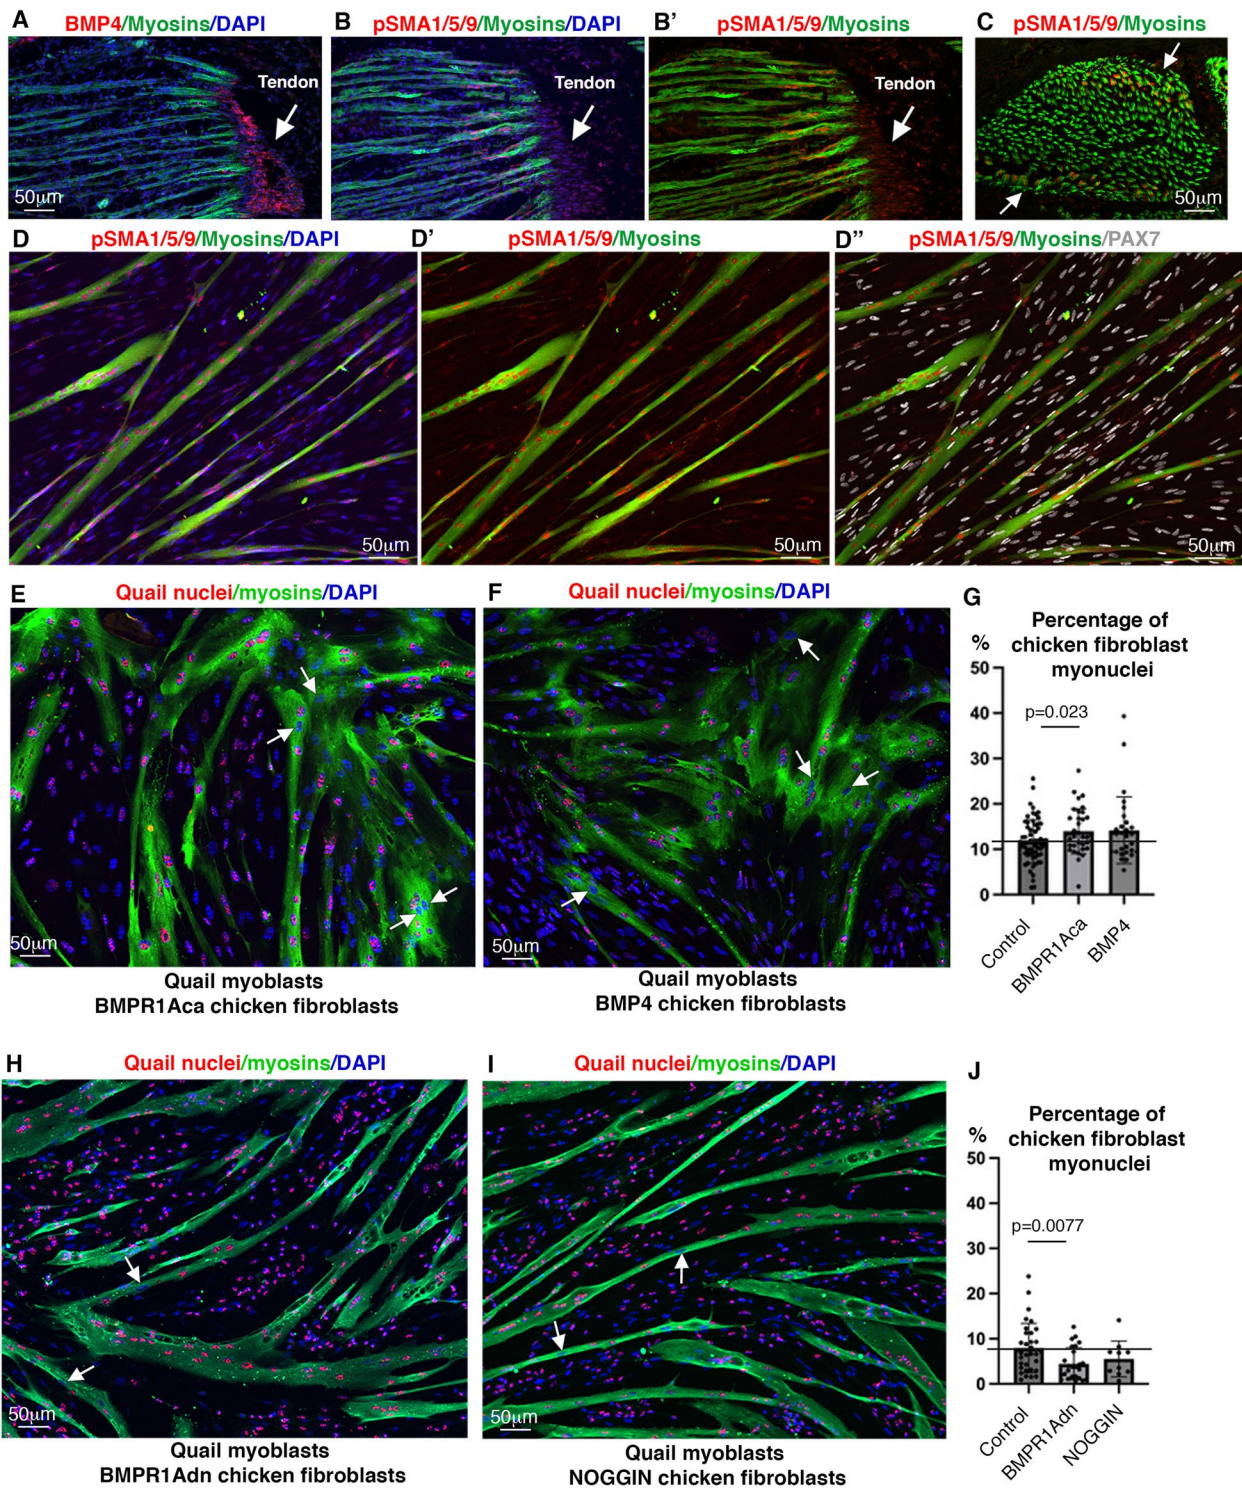 A
BMP4/Myosins/DAPI
Tendon
50µm
B
pSMA1/5/9/Myosins/DAPI
Tendon
B’
pSMA1/5/9/Myosins
Tendon
C
pSMA1/5/9/Myosins
50µm
D
pSMA1/5/9/Myosins/DAPI
50µm
D’
pSMA1/5/9/Myosins
50µm
D”
pSMA1/5/9/Myosins/PAX7
50µm
E
Quail nuclei/myosins/DAPI
50µm
Quail myoblasts
BMPR1Aca chicken fibroblasts
F
Quail nuclei/myosins/DAPI
50µm
Quail myoblasts
BMP4 chicken fibroblasts
G
Percentage of
chicken fibroblast
myonuclei
%
50
40
30
20
10
0
p=0.023
Control
BMPR1Aca
BMP4
H
Quail nuclei/myosins/DAPI
50µm
Quail myoblasts
BMPR1Adn chicken fibroblasts
I
Quail nuclei/myosins/DAPI
50µm
Quail myoblasts
NOGGIN chicken fibroblasts
J
Percentage of
chicken fibroblast
myonuclei
%
50
40
30
20
10
0
p=0.0077
Control
BMPR1Adn
NOGGIN